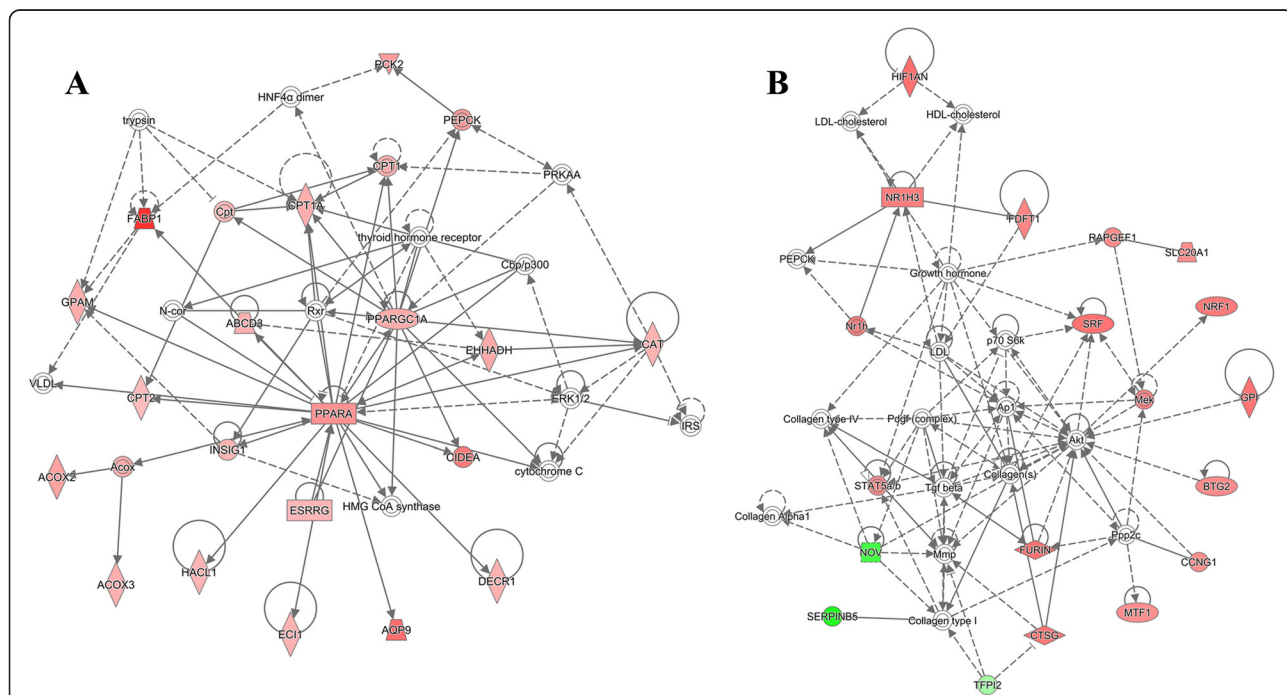 A
PCK2
HNF4α dimer
trypsin
PEPCK
CPT1
PRKAA
FABP1
Cpt
CPT1A
thyroid hormone receptor
Cbp/p300
GPAM
N-cor
Rxr
ABCD3
PPARGC1A
EHHADH
CAT
VLDL
CPT2
PPARA
ERK1/2
IRS
INSIG1
CIDEA
Acox
ACOX2
cytochrome C
ESRRG
HMG CoA synthase
HACL1
DECR1
ACOX3
ECI1
AQP9
B
HIF1AN
LDL-cholesterol
HDL-cholesterol
NR1H3
FDFT1
RAPGEF1
SLC20A1
PEPCK
Growth hormone
NRF1
Nr1h
SRF
p70 S6k
LDL
GPI
Mek
Collagen type IV
Pdgf (complex)
Ap1
Akt
Collagen(s)
STAT5a/b
Tgf beta
BTG2
Collagen Alpha1
Ppp2c
NOV
Mmp
FURIN
CCNG1
MTF1
SERPINB5
Collagen type I
CTSG
TFPI2